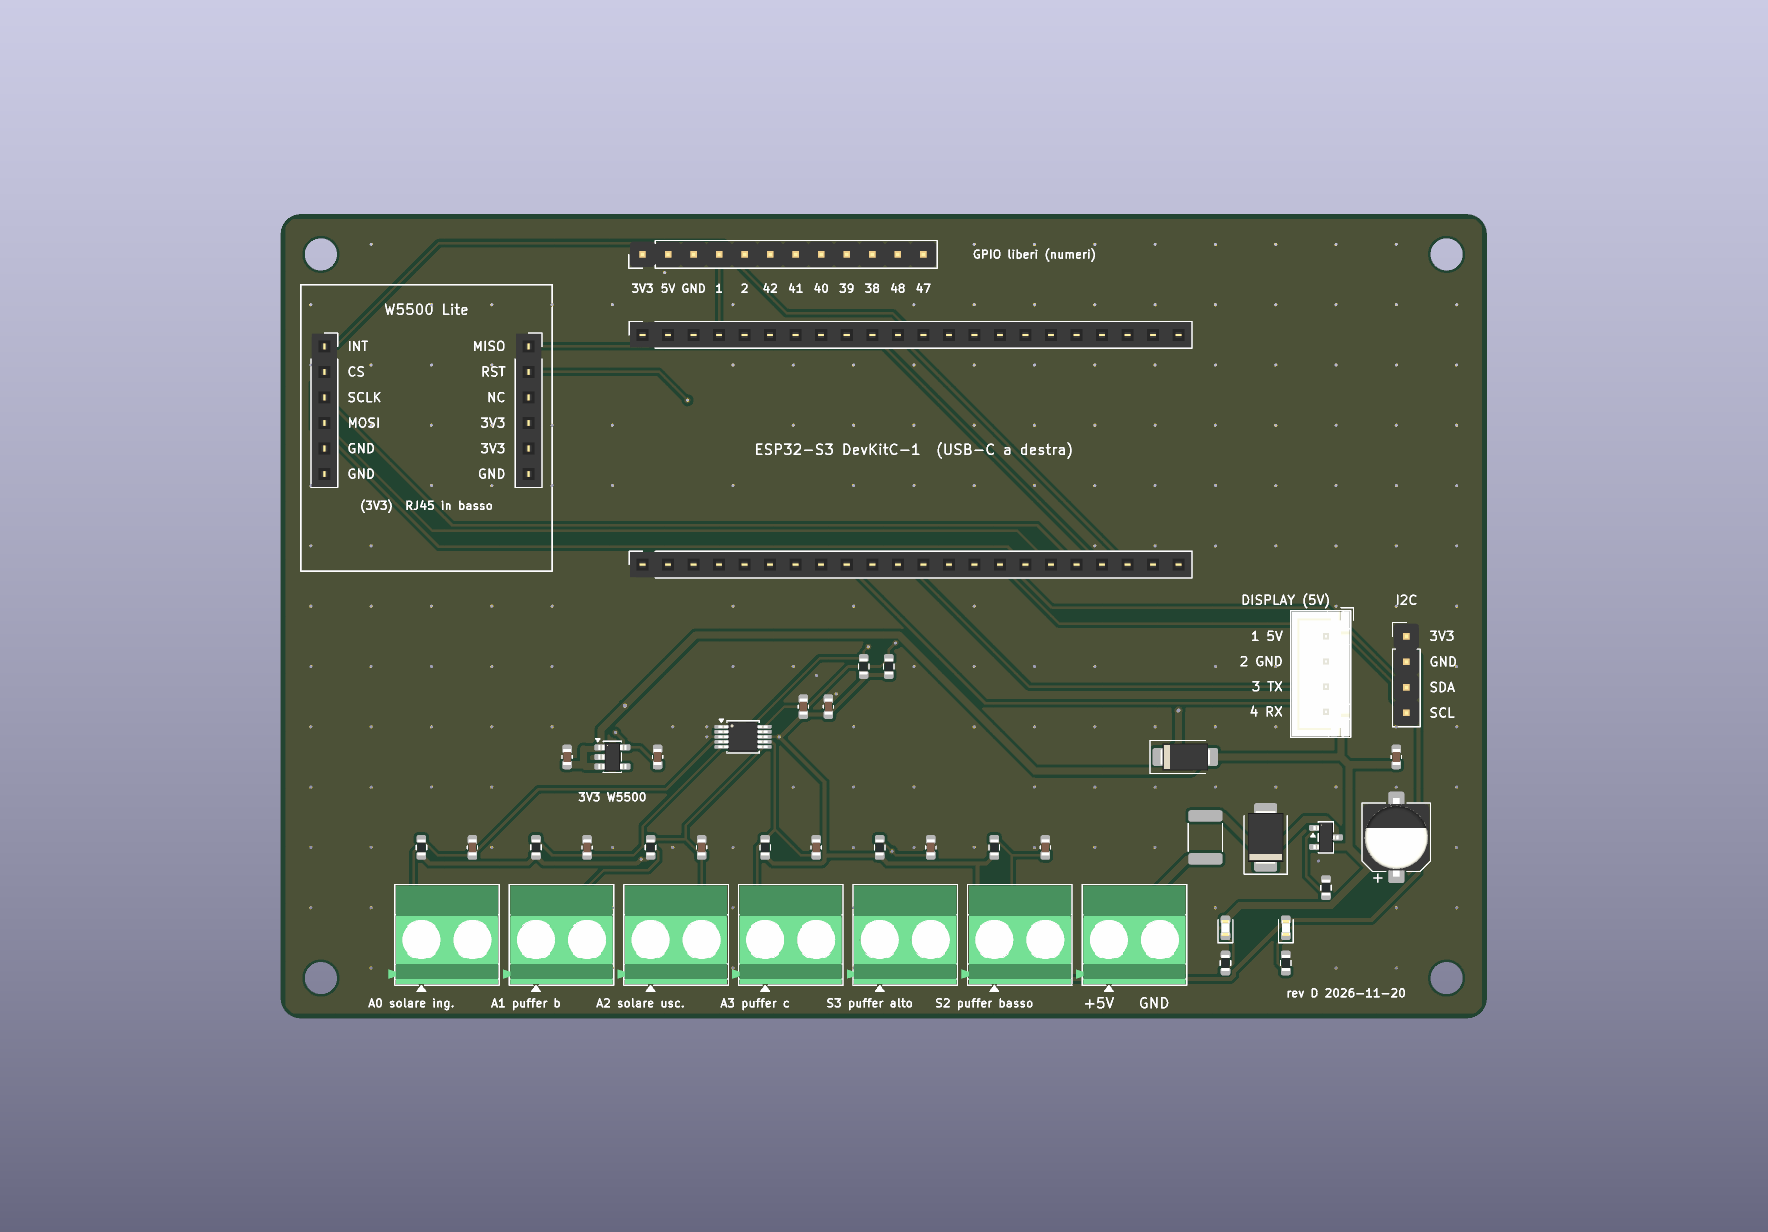 GPIO liberi (numeri)
3V3 5V GND 1 2 42 41 40 39 38 48 47
W5500 Lite
INT MISO
CS RST
SCLK NC
MOSI 3V3
GND 3V3
GND GND
(3V3) RJ45 in basso
ESP32-S3 DevKitC-1 (USB-C a destra)
DISPLAY (5V) J2C
1 5V 3V3
2 GND GND
3 TX SDA
4 RX SCL
3V3 W5500
+
A0 solare ing. A1 puffer b A2 solare usc. A3 puffer c S3 puffer alto S2 puffer basso +5V GND
rev D 2026-11-20